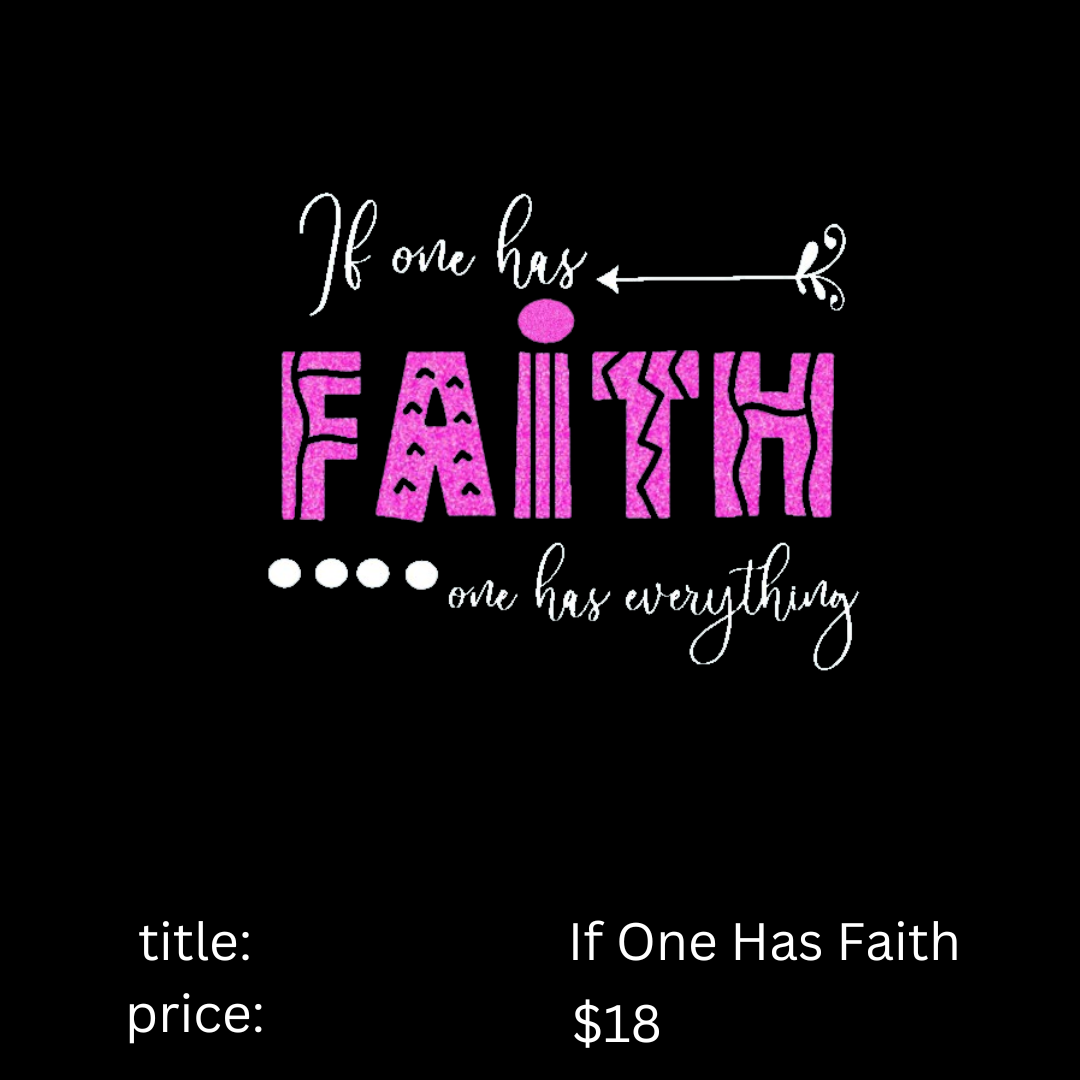 If one has
FAiTH
one has everything
title: If One Has Faith
price: $18